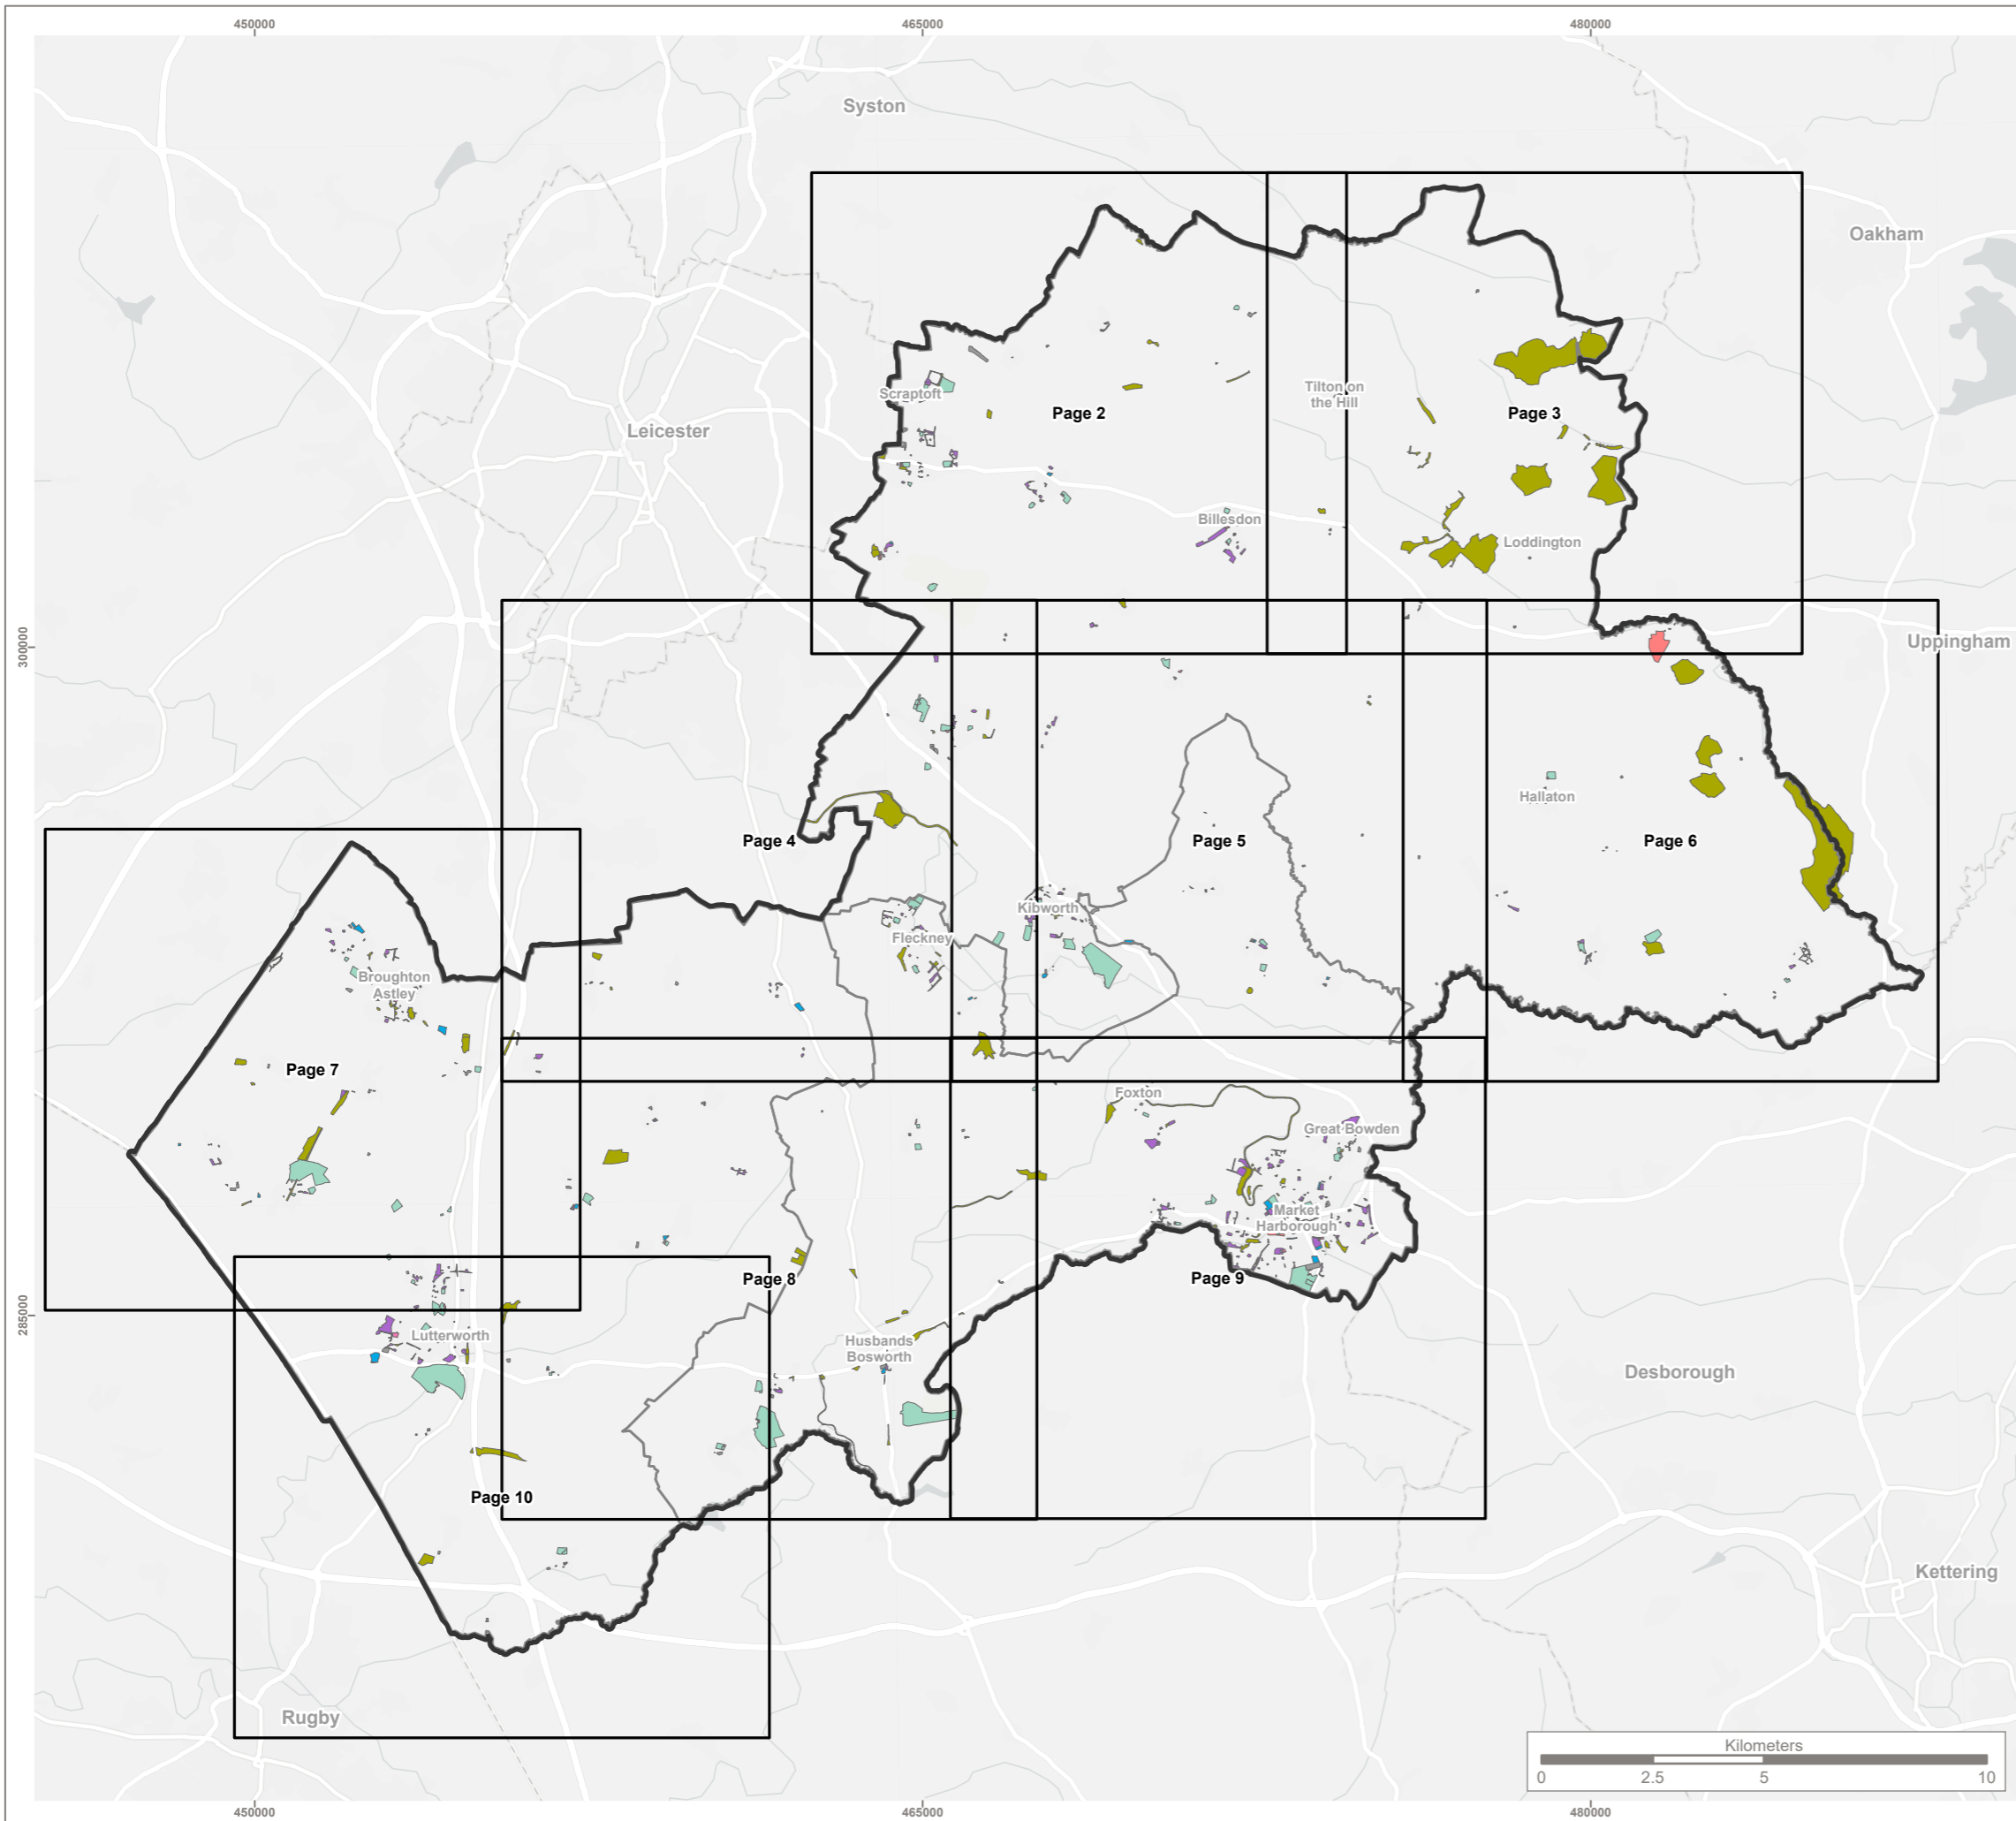 450000
465000
480000
Syston
Oakham
Scraptoft
Tilton on
the Hill
Page 2
Page 3
Leicester
Billesdon
Loddington
300000
Uppingham
Hallaton
Page 4
Page 5
Page 6
Kibworth
Fleckney
Broughton
Astley
Page 7
Foxton
Great Bowden
Market
Harborough
Page 8
Page 9
285000
Lutterworth
Husbands
Bosworth
Desborough
Page 10
Kettering
Rugby
Kilometers
0
2.5
5
10
450000
465000
480000